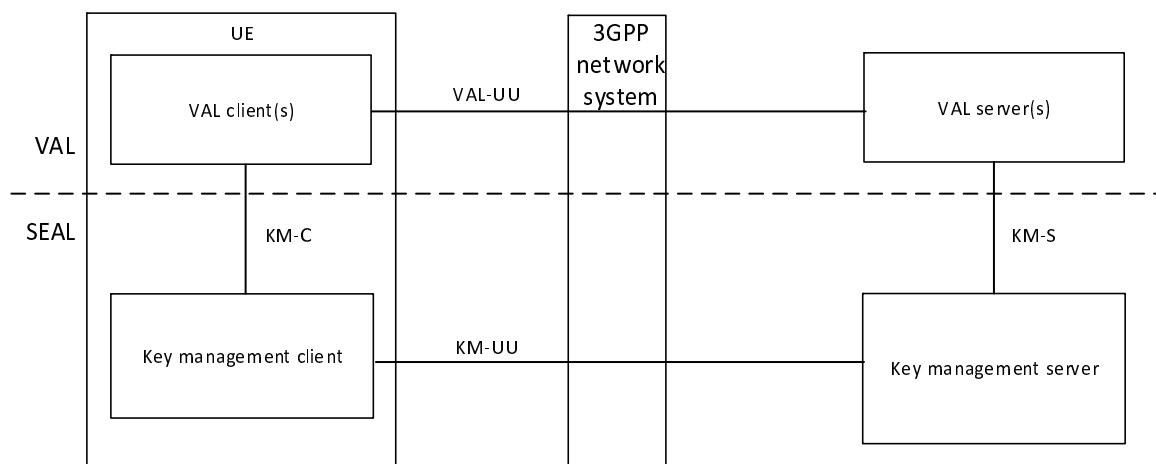 UE
3GPP
network
system
VAL client(s)
VAL-UU
VAL server(s)
VAL
SEAL
KM-C
KM-S
Key management client
KM-UU
Key management server